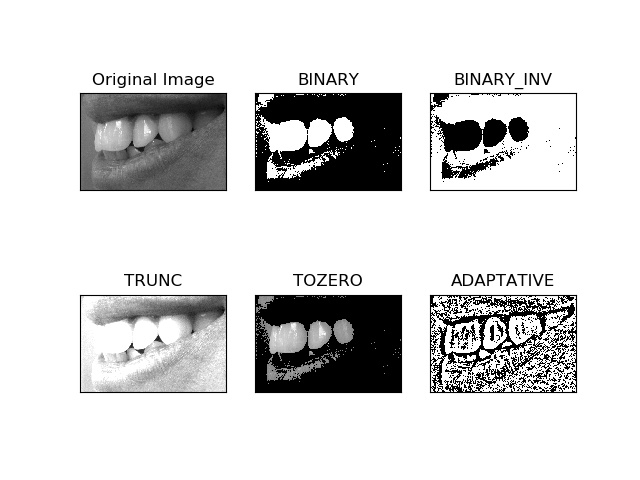 Original Image
BINARY
BINARY_INV
TRUNC
TOZERO
ADAPTATIVE